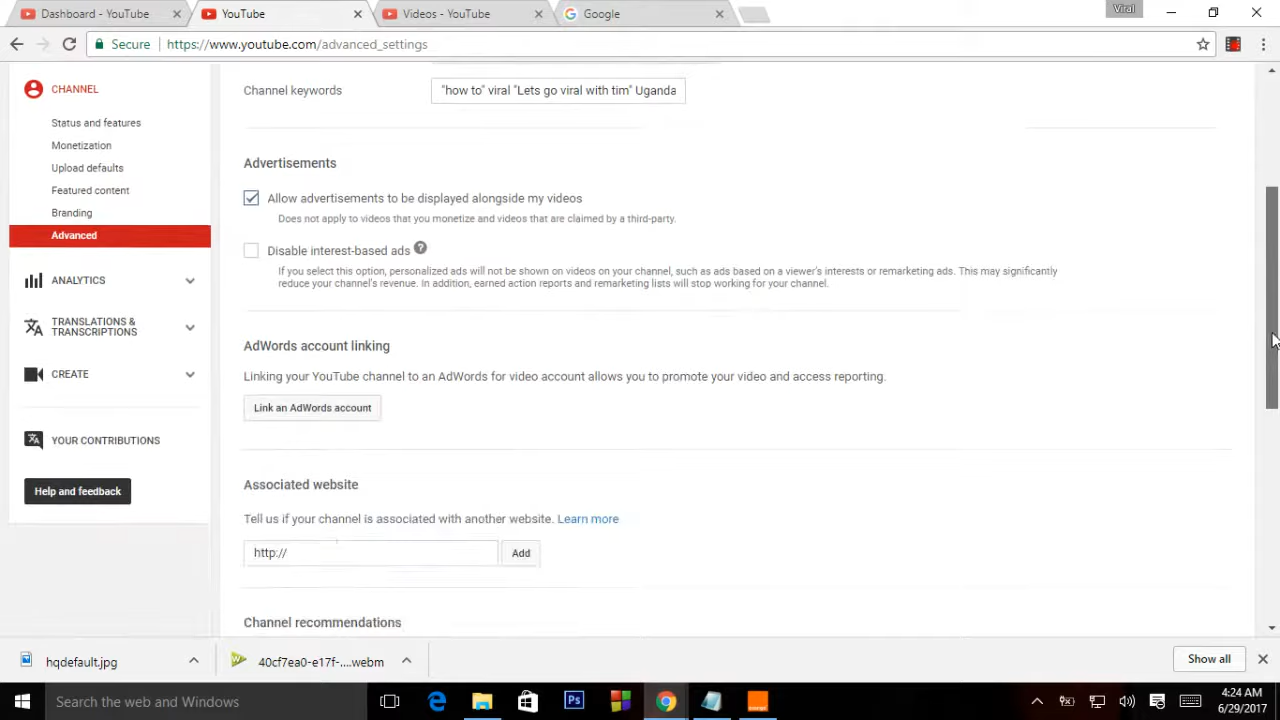 Dashboard - YouTube
YouTube
Videos - YouTube
Google
Viral
Secure
https://www.youtube.com/advanced_settings
CHANNEL
Status and features
Monetization
Upload defaults
Featured content
Branding
Advanced
ANALYTICS
TRANSLATIONS &
TRANSCRIPTIONS
CREATE
YOUR CONTRIBUTIONS
Help and feedback
Channel keywords
"how to" viral "Lets go viral with tim" Uganda
Advertisements
Allow advertisements to be displayed alongside my videos
Does not apply to videos that you monetize and videos that are claimed by a third-party.
Disable interest-based ads ?
If you select this option, personalized ads will not be shown on videos on your channel, such as ads based on a viewer's interests or remarketing ads. This may significantly
reduce your channel's revenue. In addition, earned action reports and remarketing lists will stop working for your channel.
AdWords account linking
Linking your YouTube channel to an AdWords for video account allows you to promote your video and access reporting.
Link an AdWords account
Associated website
Tell us if your channel is associated with another website. Learn more
http://
Add
Channel recommendations
hqdefault.jpg
40cf7ea0-e17f-....webm
Show all
Search the web and Windows
Ps
4:24 AM
6/29/2017